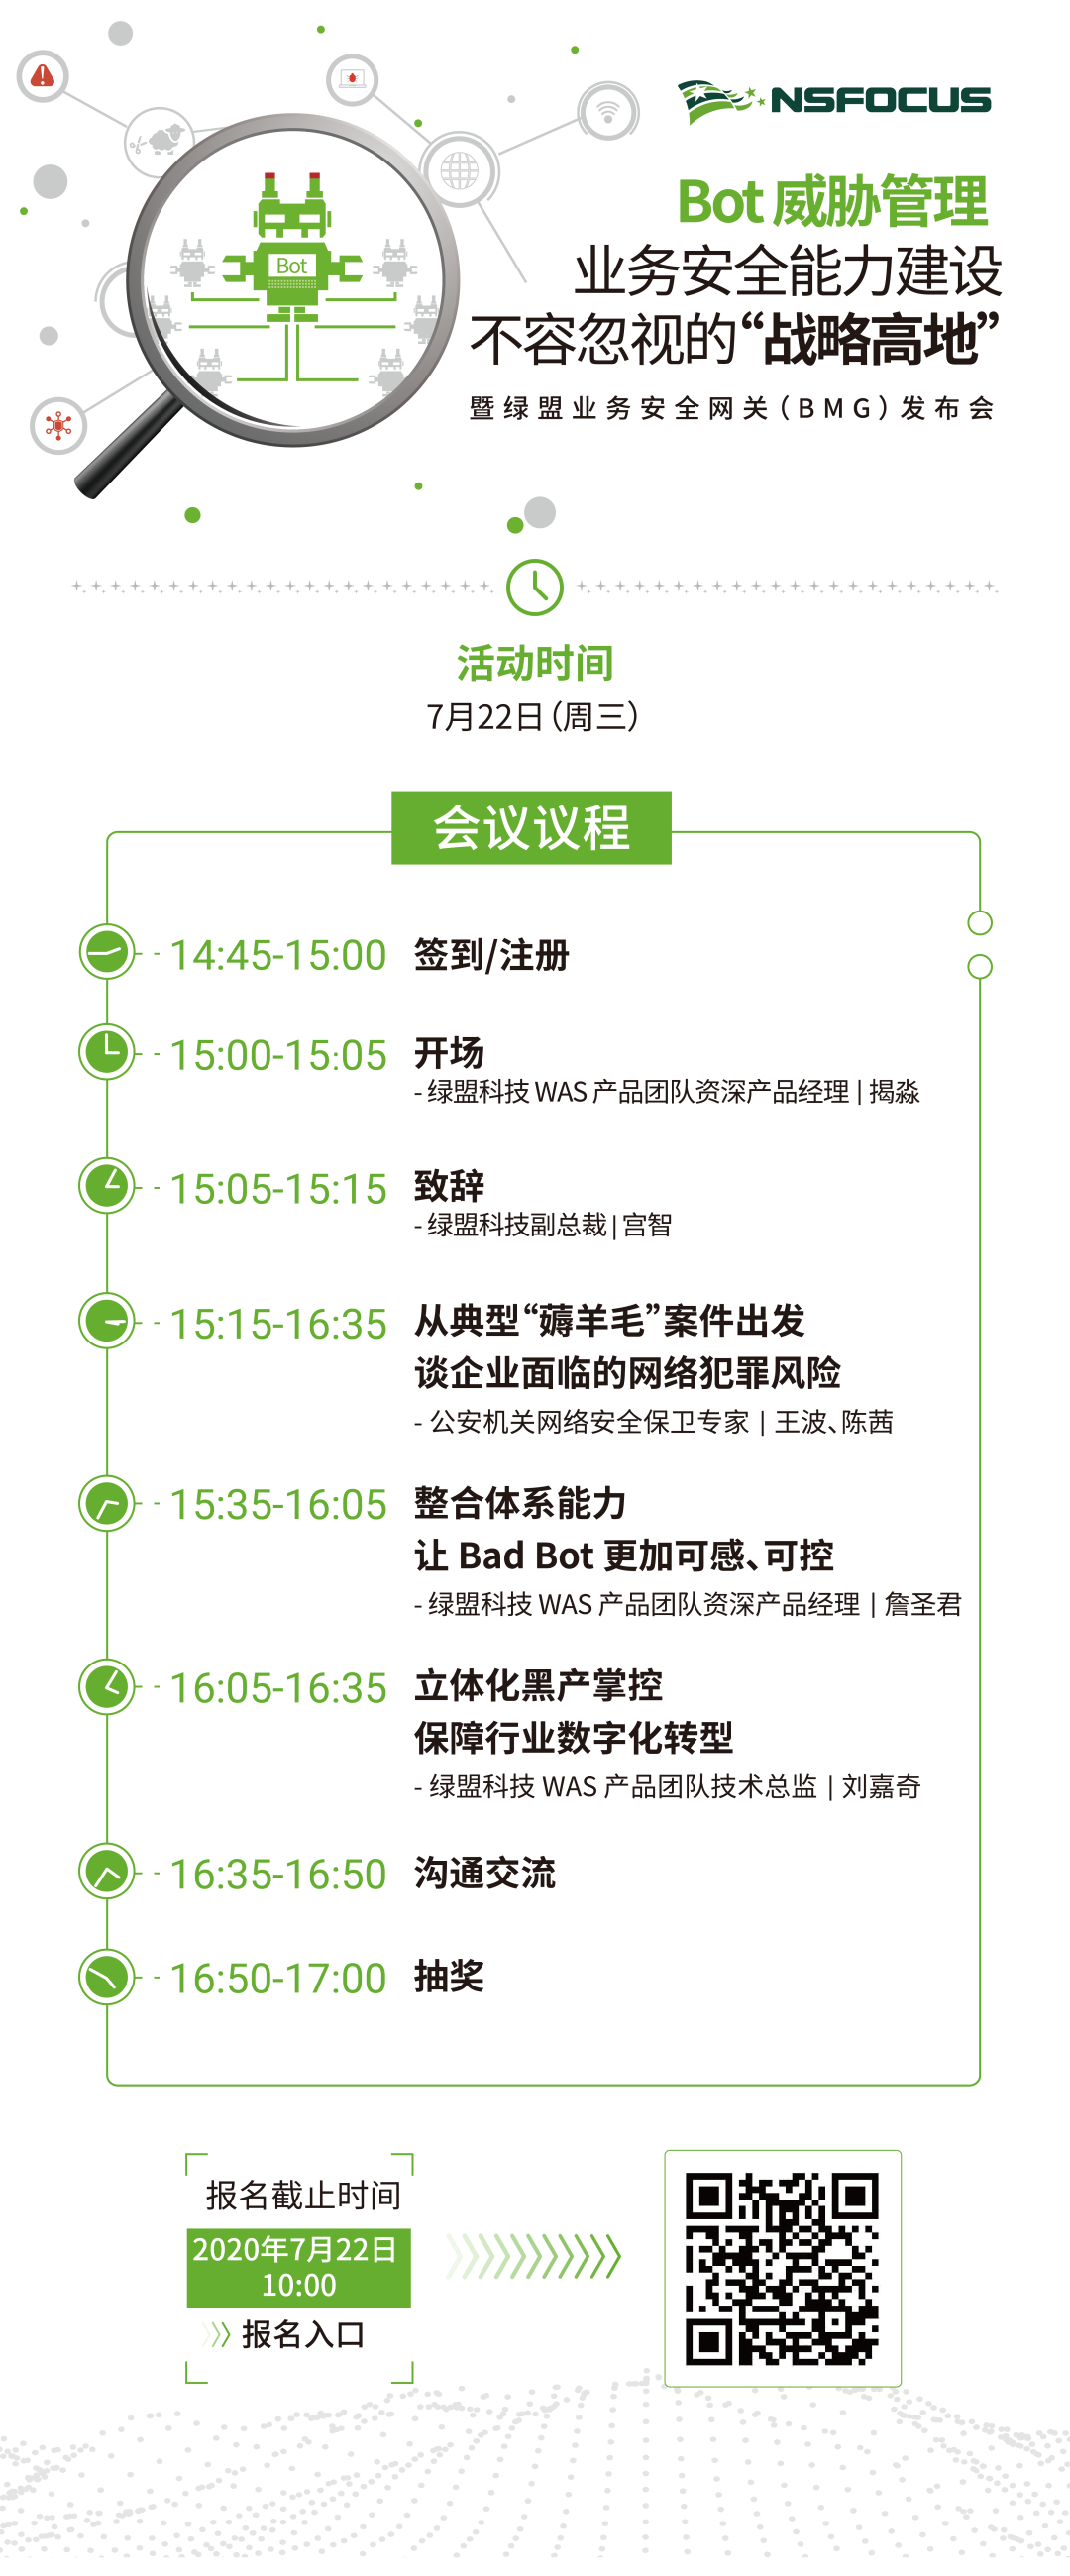 NSFOCUS
Bot 威胁管理
业务安全能力建设
不容忽视的“战略高地”
暨绿盟业务安全网关(BMG)发布会
Bot
活动时间
7月22日(周三)
会议议程
14:45-15:00 签到/注册
15:00-15:05 开场
- 绿盟科技 WAS 产品团队资深产品经理 | 揭淼
15:05-15:15 致辞
- 绿盟科技副总裁 | 宫智
15:15-16:35 从典型“薅羊毛”案件出发
谈企业面临的网络犯罪风险
- 公安机关网络安全保卫专家 | 王波、陈茜
15:35-16:05 整合体系能力
让 Bad Bot 更加可感、可控
- 绿盟科技 WAS 产品团队资深产品经理 | 詹圣君
16:05-16:35 立体化黑产掌控
保障行业数字化转型
- 绿盟科技 WAS 产品团队技术总监 | 刘嘉奇
16:35-16:50 沟通交流
16:50-17:00 抽奖
报名截止时间
2020年7月22日
10:00
报名入口